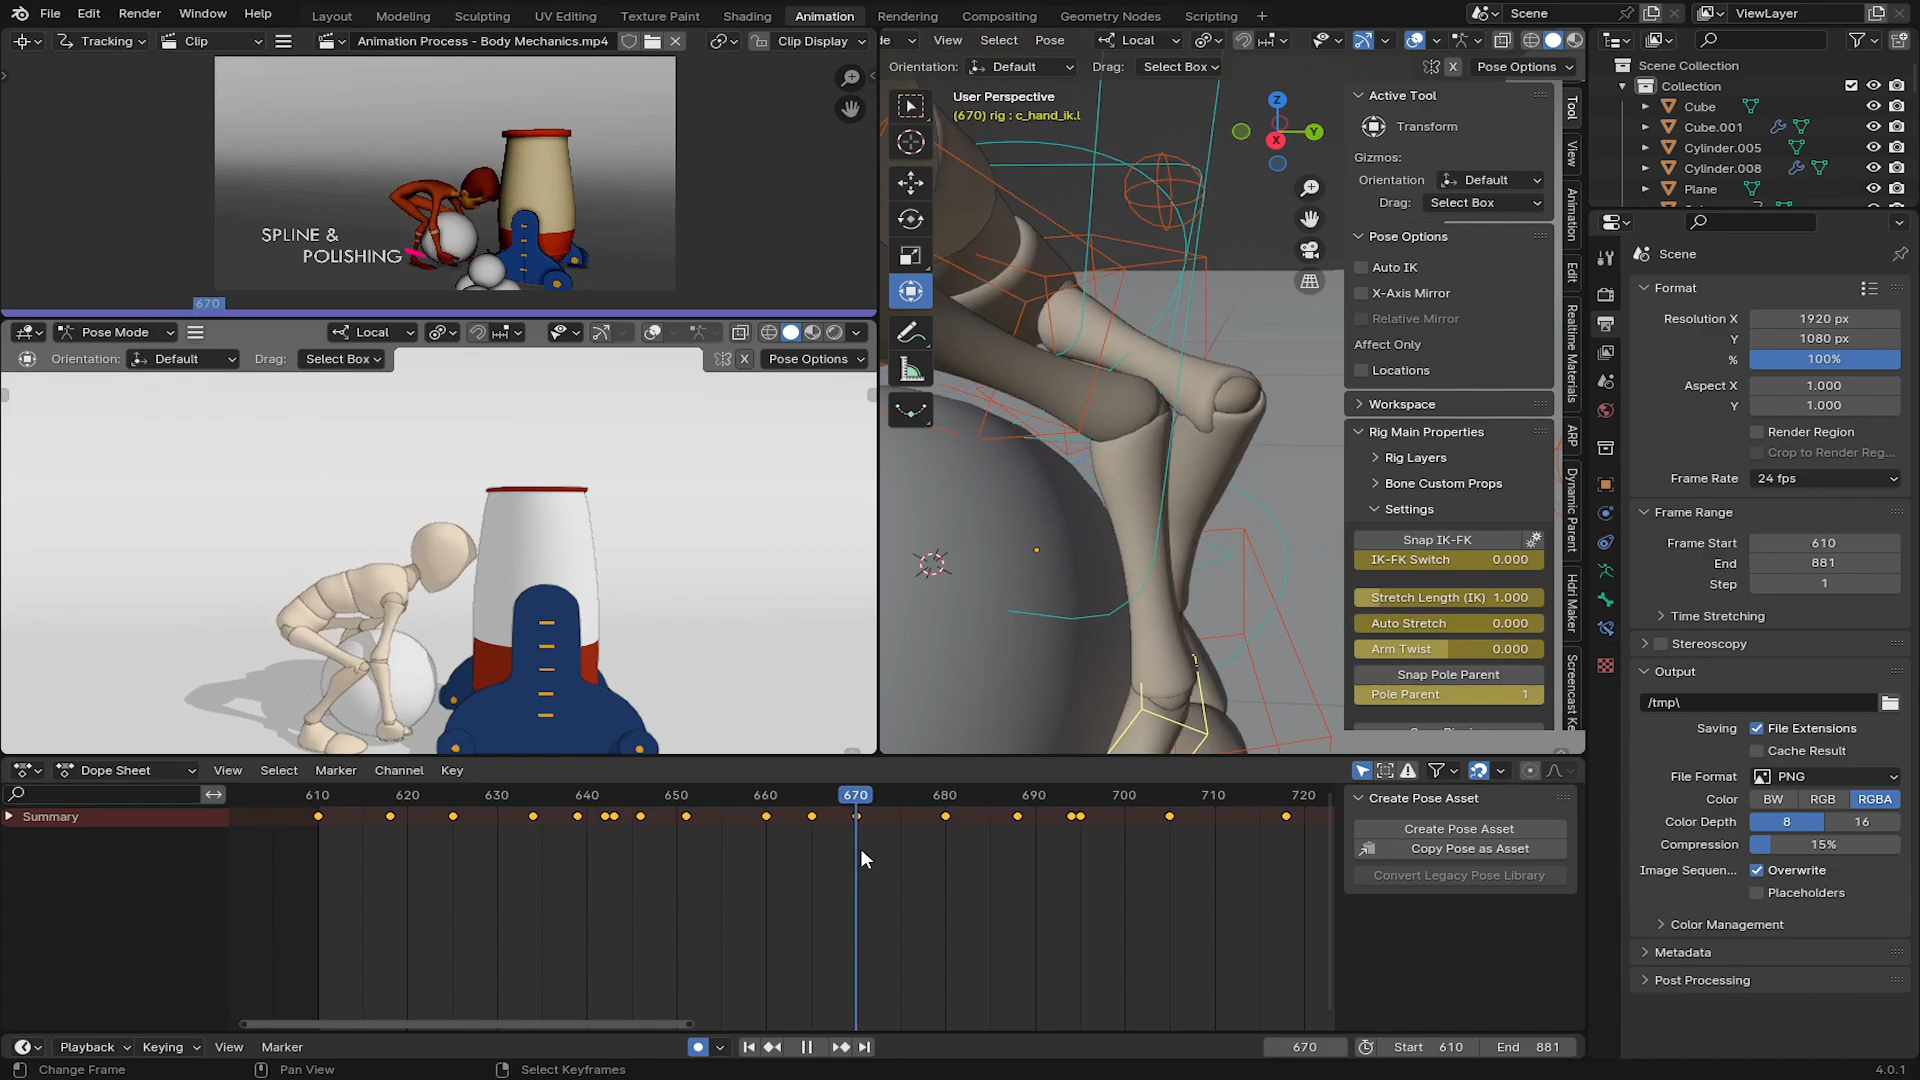 File Edit Render Window Help Layout Modeling Sculpting UV Editing Texture Paint Shading Animation Rendering Compositing Geometry Nodes Scripting + Scene ViewLayer
Tracking Clip Animation Process - Body Mechanics.mp4 Clip Display
View Select Pose Local
Orientation: Default Drag: Select Box Pose Options
SPLINE &
POLISHING
670
Pose Mode Local
Orientation: Default Drag: Select Box Pose Options
User Perspective
(670) rig : c_hand_ik.l
Z
Y
X
Active Tool
Transform
Gizmos:
Orientation Default
Drag: Select Box
Pose Options
Auto IK
X-Axis Mirror
Relative Mirror
Affect Only
Locations
Workspace
Rig Main Properties
Rig Layers
Bone Custom Props
Settings
Snap IK-FK
IK-FK Switch 0.000
Stretch Length (IK) 1.000
Auto Stretch 0.000
Arm Twist 0.000
Snap Pole Parent
Pole Parent 1
Tool
View
Animation
Edit
Realtime Materials
ARP
Dynamic Parent
Hdri Maker
Screencast Ke
Scene Collection
Collection
Cube
Cube.001
Cylinder.005
Cylinder.008
Plane
Scene
Format
Resolution X 1920 px
Y 1080 px
% 100%
Aspect X 1.000
Y 1.000
Render Region
Crop to Render Reg...
Frame Rate 24 fps
Frame Range
Frame Start 610
End 881
Step 1
Time Stretching
Stereoscopy
Output
/tmp\
Saving File Extensions
Cache Result
File Format PNG
Color BW RGB RGBA
Color Depth 8 16
Compression 15%
Image Sequen... Overwrite
Placeholders
Color Management
Metadata
Post Processing
Dope Sheet View Select Marker Channel Key
610 620 630 640 650 660 670 680 690 700 710 720
Summary
Create Pose Asset
Create Pose Asset
Copy Pose as Asset
Convert Legacy Pose Library
Playback Keying View Marker 670 Start 610 End 881
Change Frame Pan View Select Keyframes 4.0.1